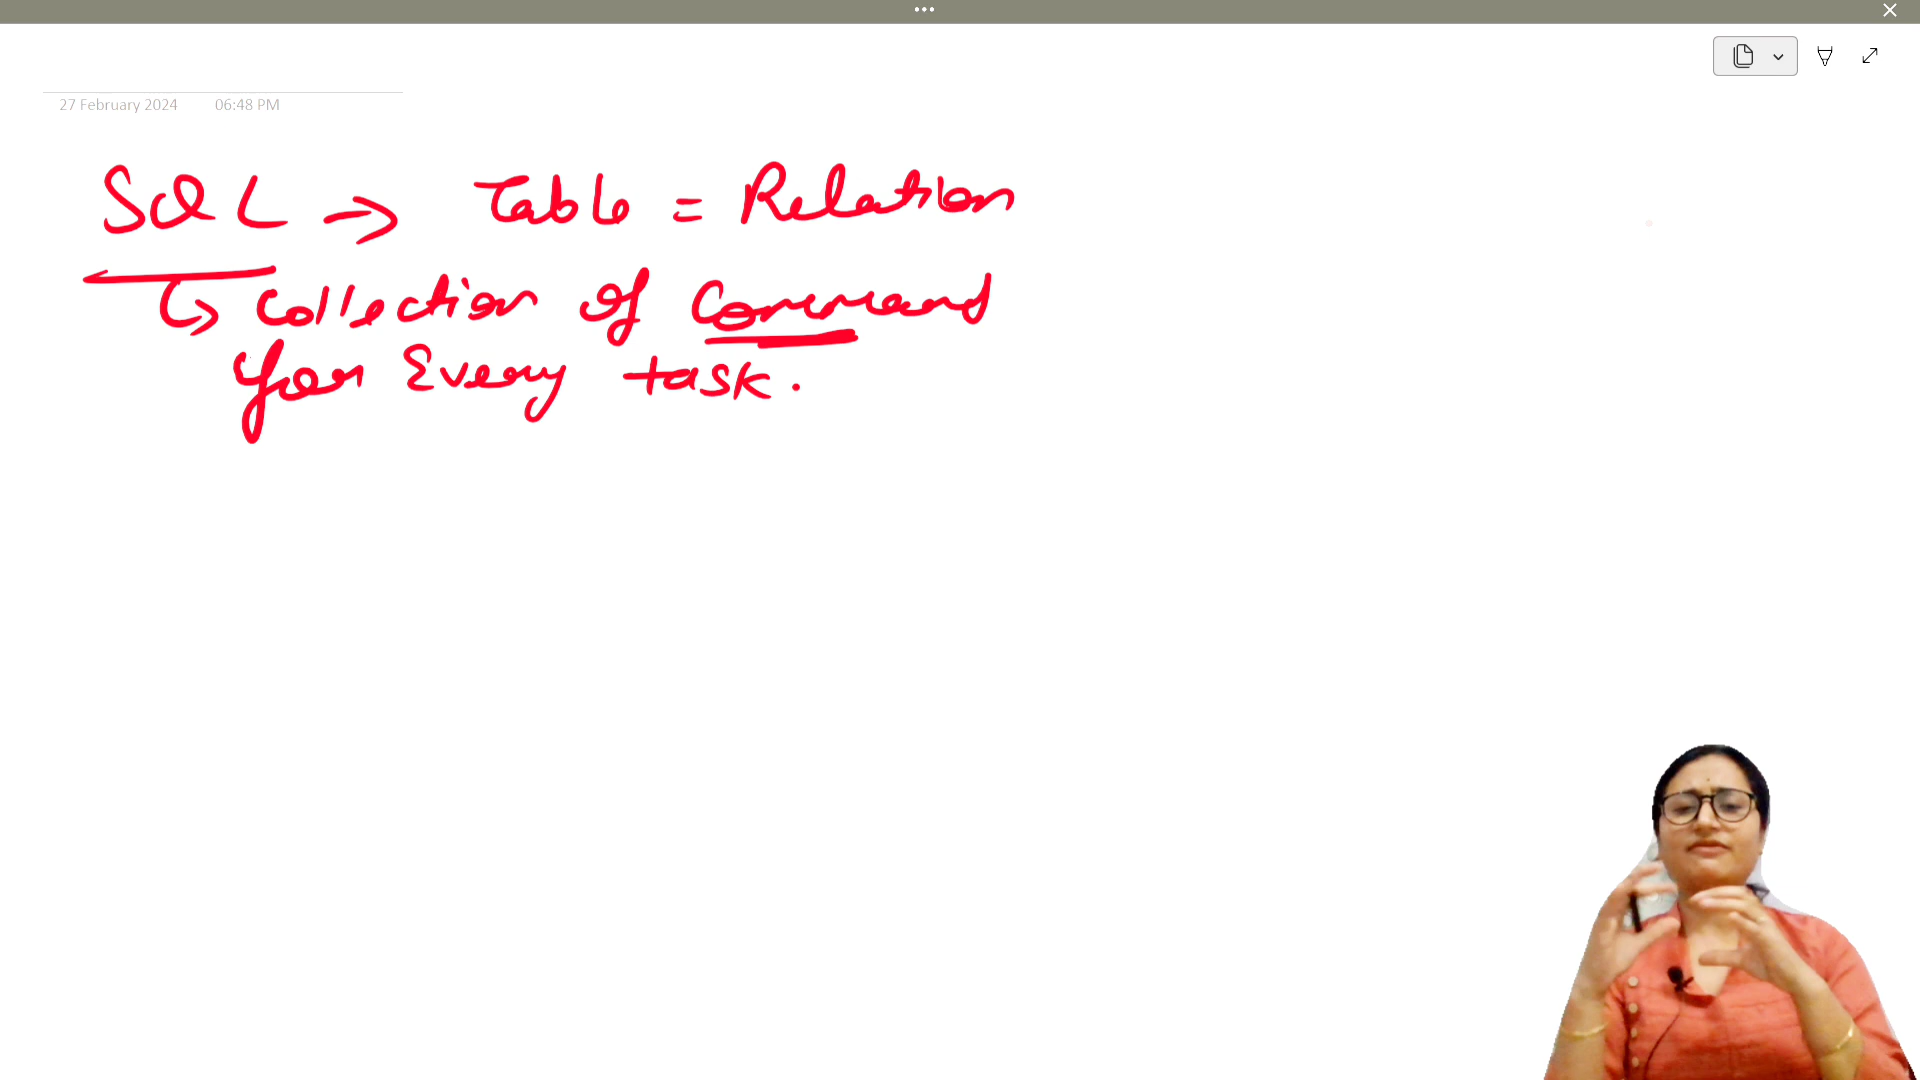 27 February 2024 06:48 PM
SQL → Table = Relation
↳ Collection of Command
for Every task.